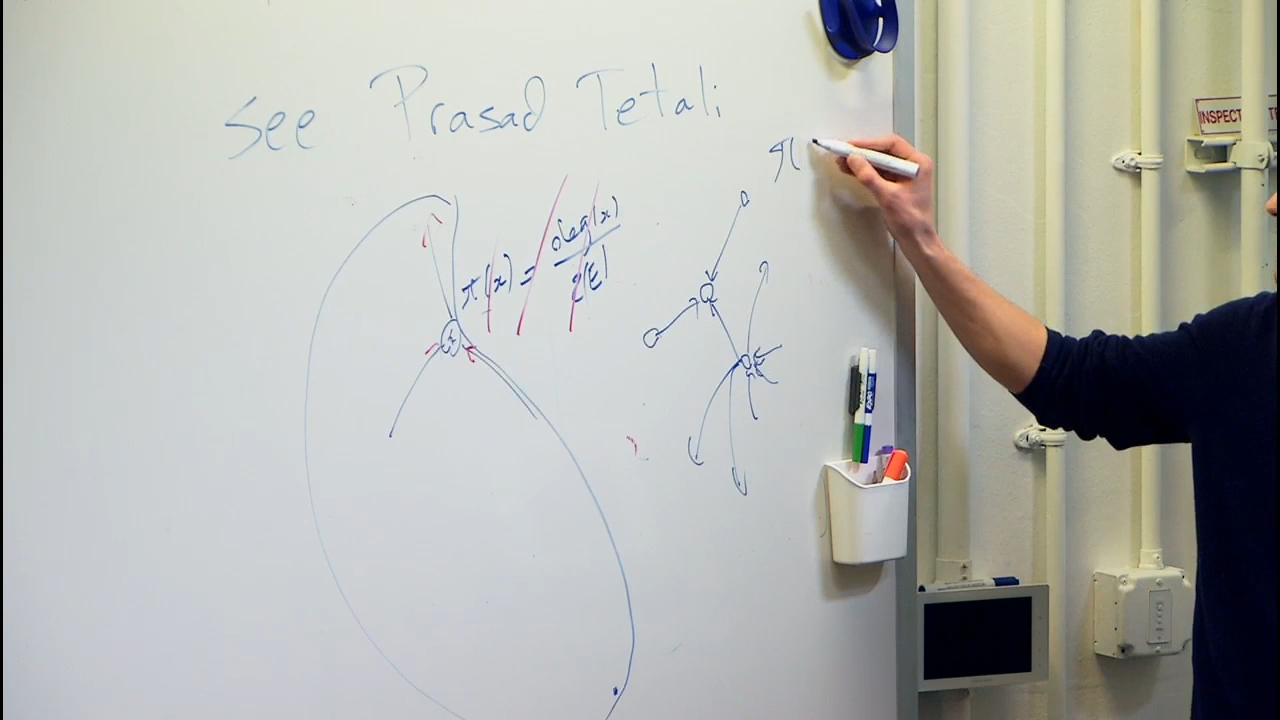 See Prasad Tetali
π
π(x) = deg(x) / 2|E|
x
INSPECT